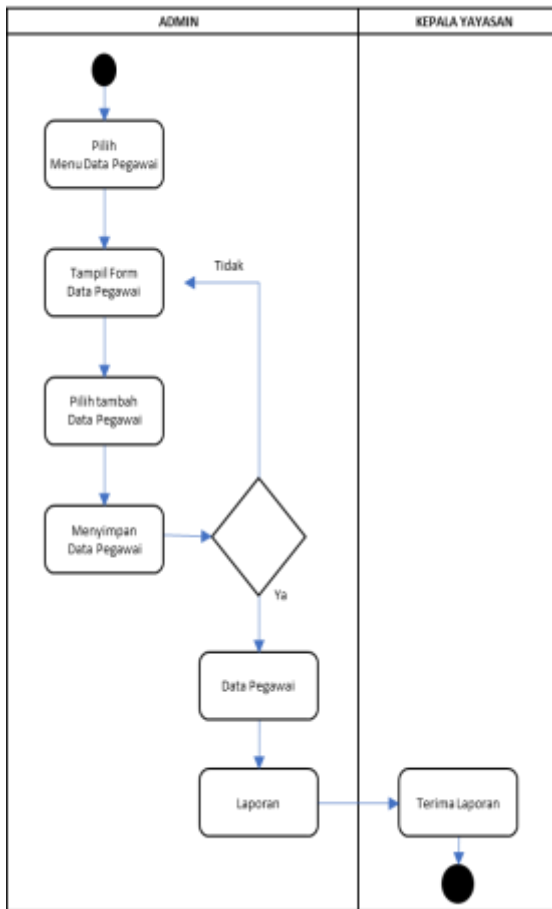 ADMIN
KEPALA YAYASAN
Pilih
Menu Data Pegawai
Tampil Form
Data Pegawai
Tidak
Pilih tambah
Data Pegawai
Menyimpan
Data Pegawai
Ya
Data Pegawai
Laporan
Terima Laporan